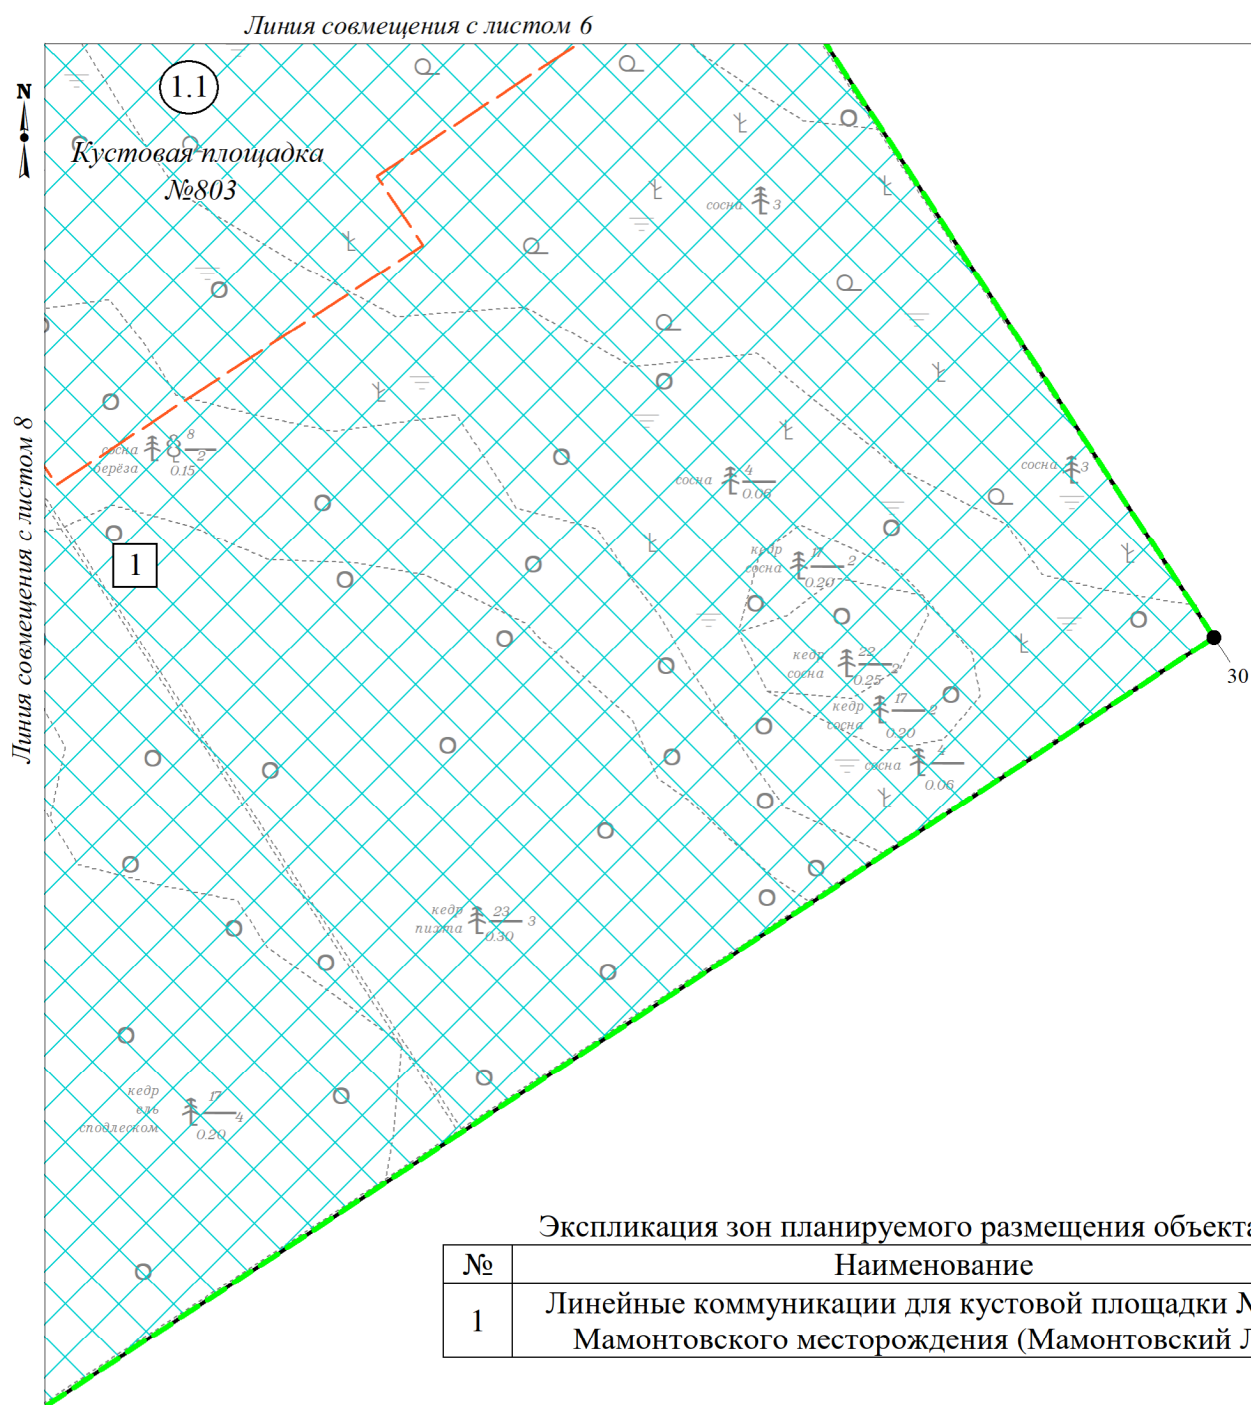 Линия совмещения с листом 6
N
1.1
Кустовая площадка
№803
сосна 3
Линия совмещения с листом 8
сосна 8
берёза 2
0.15
сосна 4
0.06
сосна 3
1
кедр 17 2
сосна 0.20
кедр 22 2
сосна 0.25
30
кедр 17 2
сосна 0.20
сосна 4
0.06
кедр 23 3
пихта 0.30
кедр 17
ель 4
сподлеском 0.20
Экспликация зон планируемого размещения объекта
№ Наименование
1 Линейные коммуникации для кустовой площадки
Мамонтовского месторождения (Мамонтовский